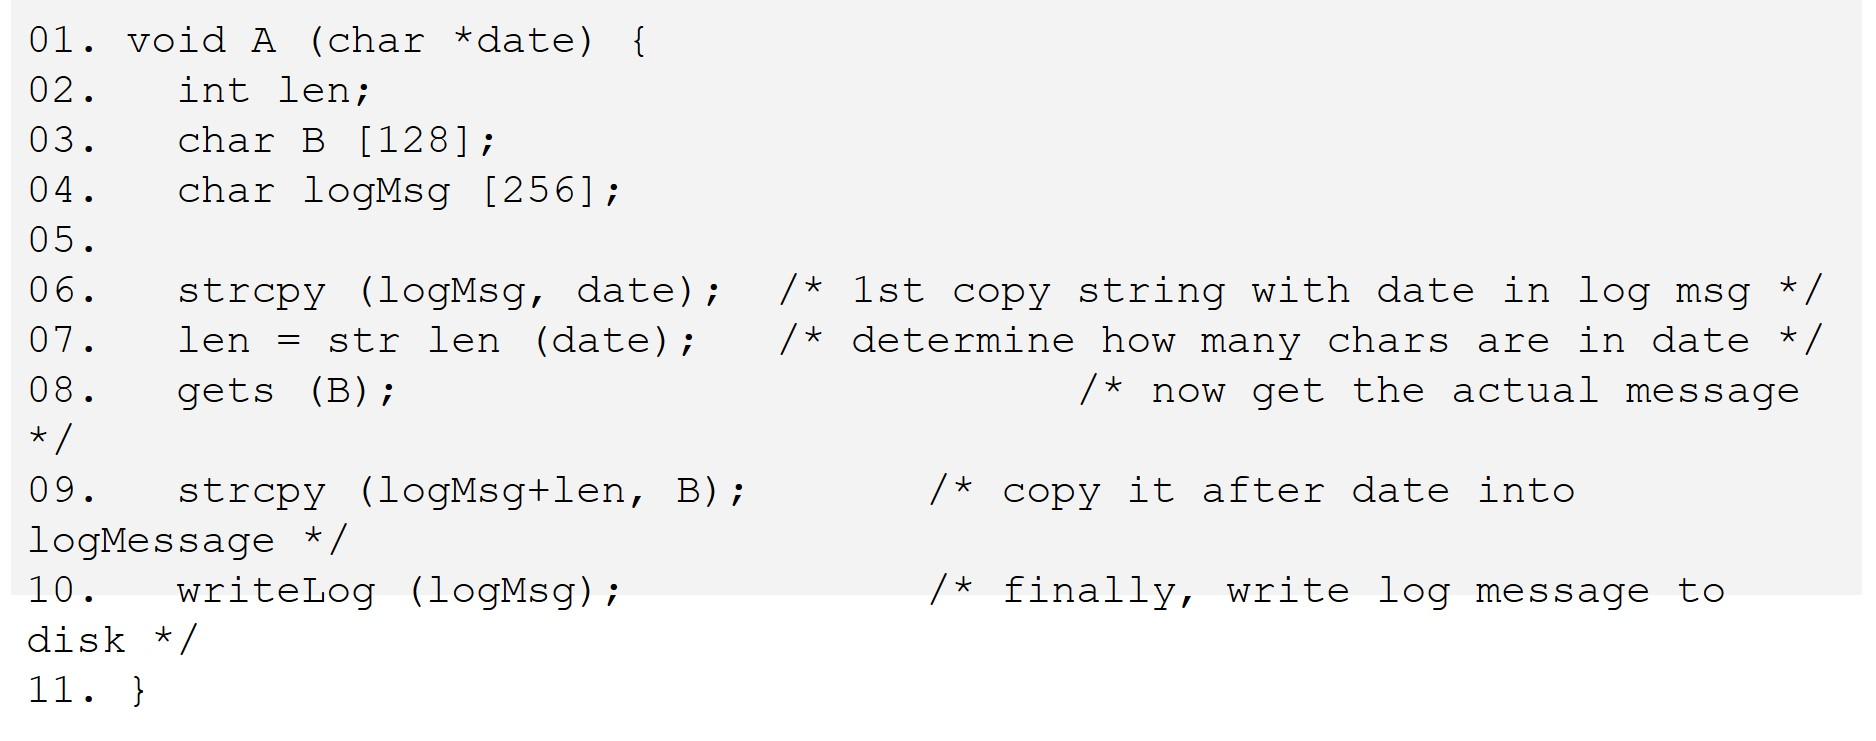 01. void A (char *date) {
02.   int len;
03.   char B [128];
04.   char logMsg [256];
05.
06.   strcpy (logMsg, date);  /* 1st copy string with date in log msg */
07.   len = str len (date);   /* determine how many chars are in date */
08.   gets (B);                           /* now get the actual message
*/
09.   strcpy (logMsg+len, B);       /* copy it after date into
logMessage */
10.   writeLog (logMsg);            /* finally, write log message to
disk */
11. }